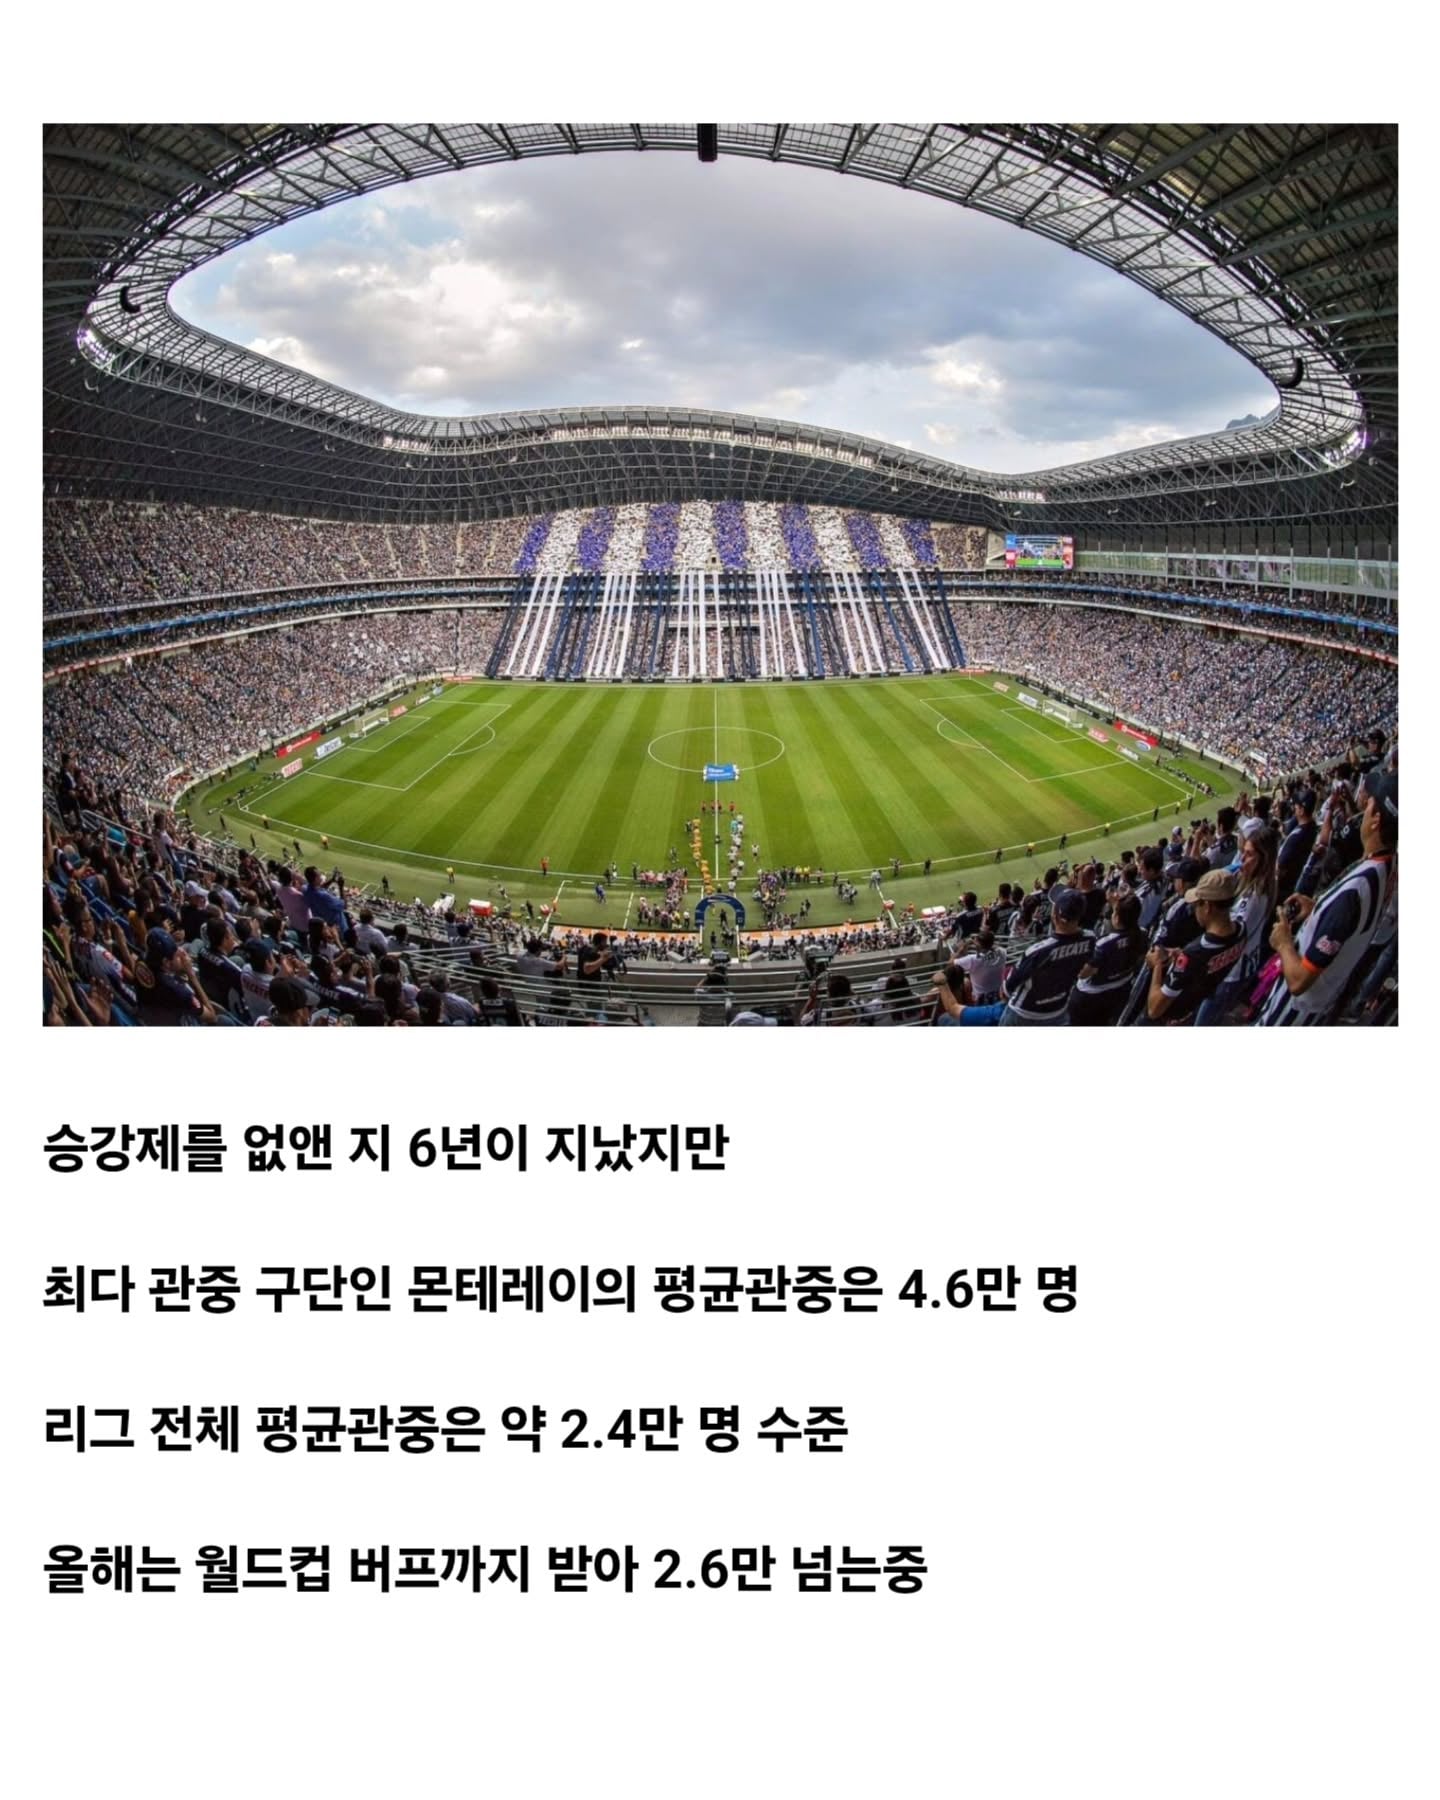 TECATE
승강제를 없앤 지 6년이 지났지만
최다 관중 구단인 몬테레이의 평균관중은 4.6만 명
리그 전체 평균관중은 약 2.4만 명 수준
올해는 월드컵 버프까지 받아 2.6만 넘는중